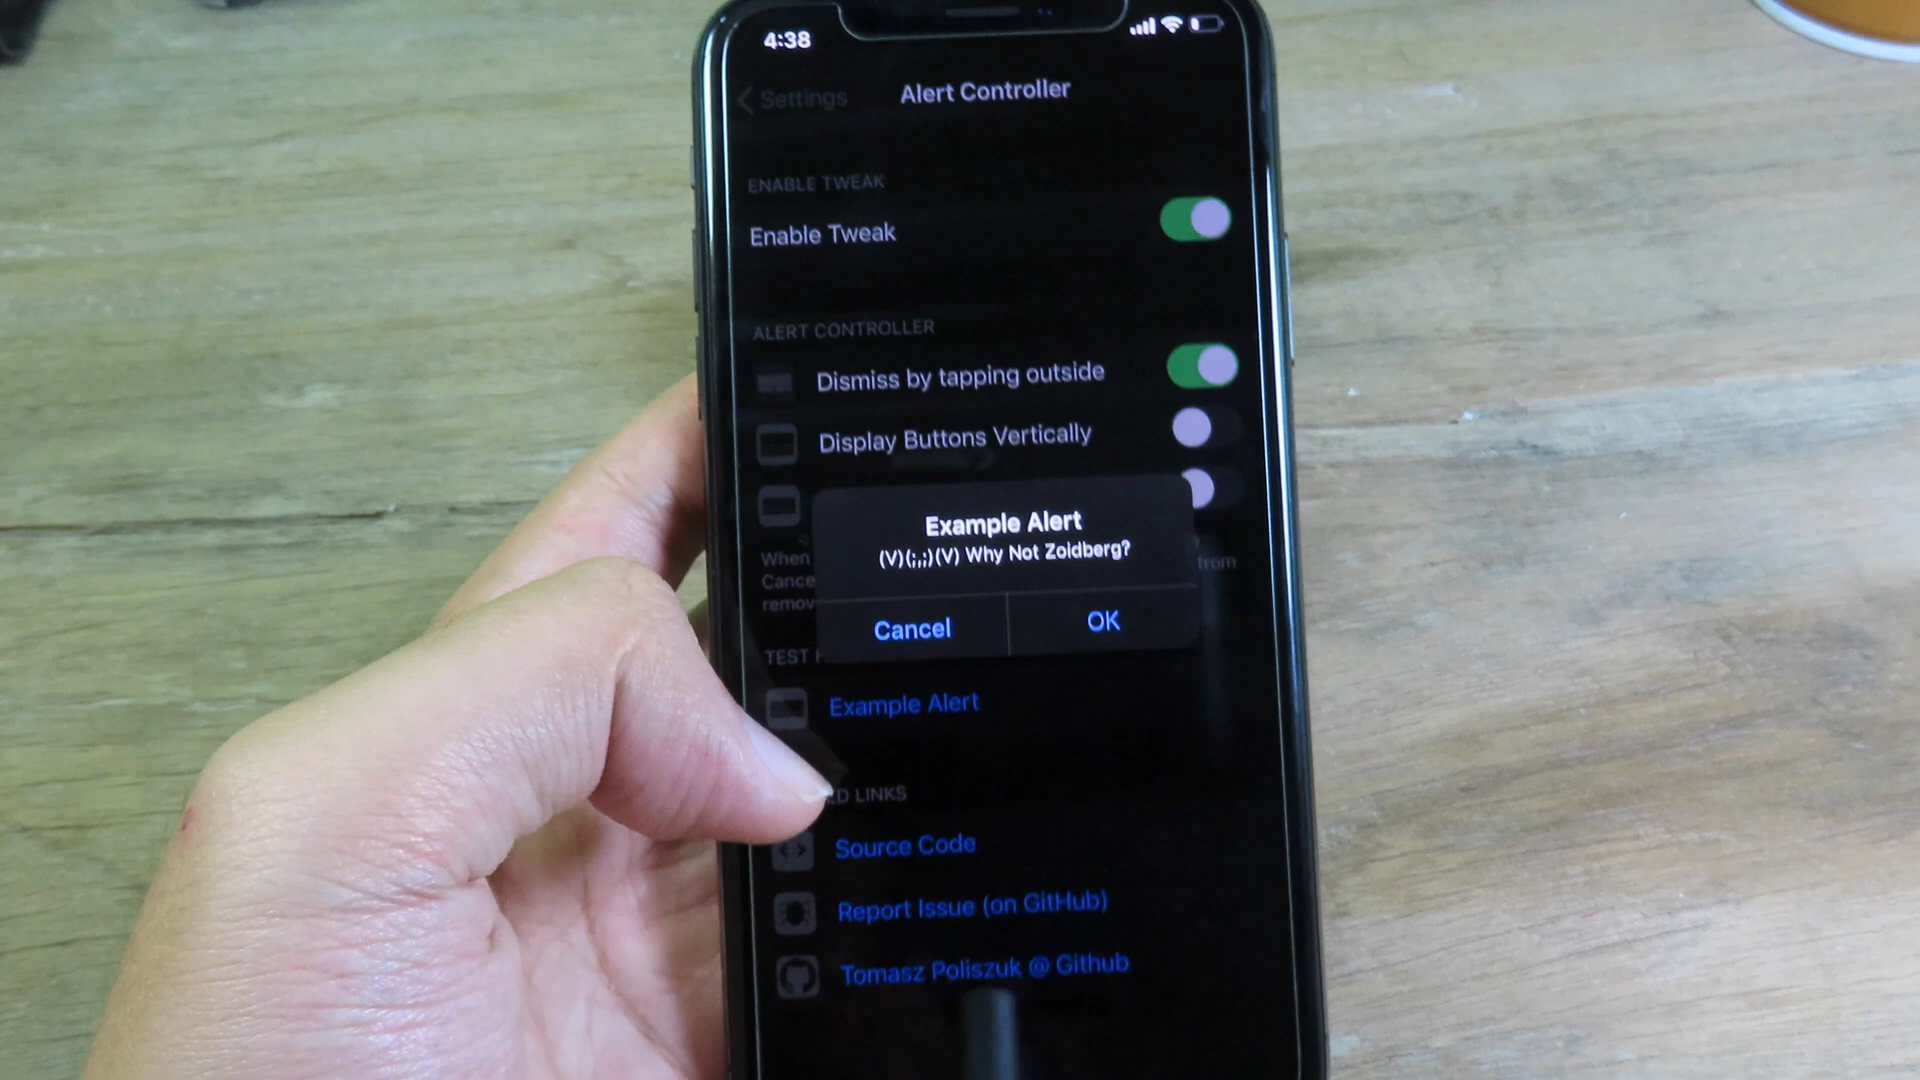 4:38
Settings
Alert Controller
ENABLE TWEAK
Enable Tweak
ALERT CONTROLLER
Dismiss by tapping outside
Display Buttons Vertically
Example Alert
(V)(;,,;)(V) Why Not Zoidberg?
When
from
Cance
remov
Cancel
OK
TEST
Example Alert
ED LINKS
Source Code
Report Issue (on GitHub)
Tomasz Poliszuk @ Github